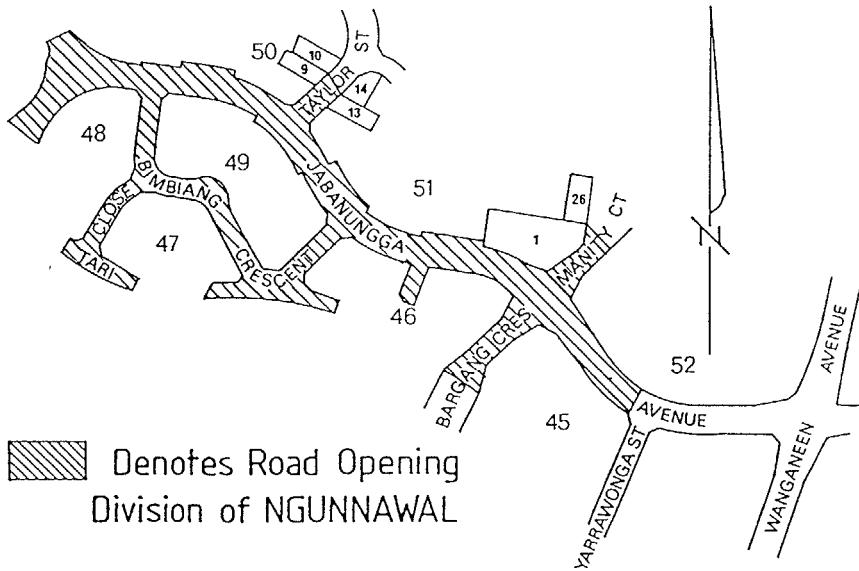 50
10
9
TAYLOR ST
14
13
48
49
51
JABANUNGGA
BIMBIANG
CRESCENT
CLOSE
TARI
47
26
1
MANITY CT
N
46
BARGANG CRES
52
45
AVENUE
YARRAWONGA ST
WANGANEEN
AVENUE
Denotes Road Opening
Division of NGUNNAWAL